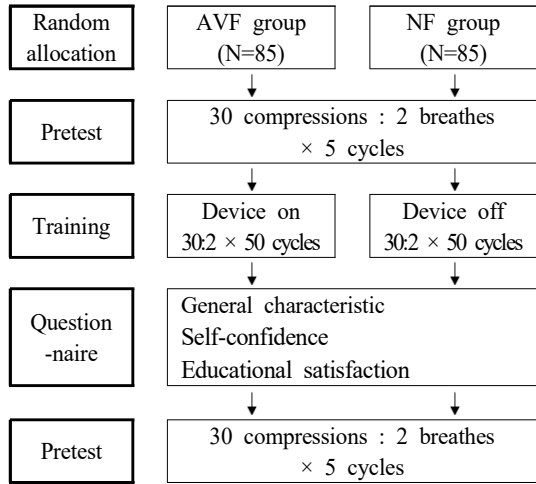 Random
allocation
AVF group
(N=85)
NF group
(N=85)
Pretest
30 compressions : 2 breathes
× 5 cycles
Training
Device on
30:2 × 50 cycles
Device off
30:2 × 50 cycles
Question
-naire
General characteristic
Self-confidence
Educational satisfaction
Pretest
30 compressions : 2 breathes
× 5 cycles